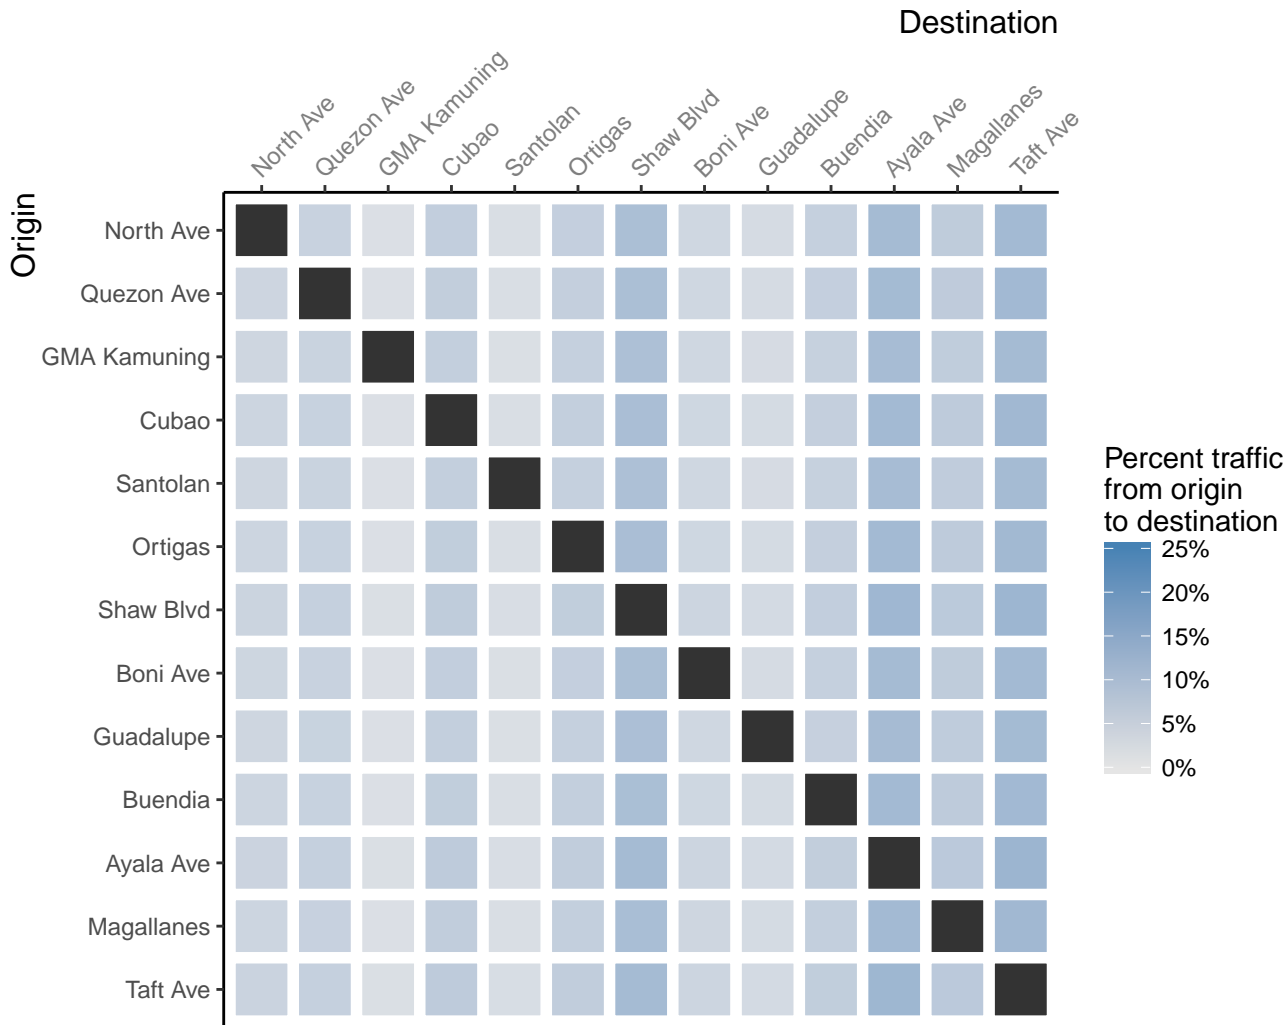 Destination
North Ave
Quezon Ave
GMA Kamuning
Cubao
Santolan
Ortigas
Shaw Blvd
Boni Ave
Guadalupe
Buendia
Ayala Ave
Magallanes
Taft Ave
Origin
North Ave
Quezon Ave
GMA Kamuning
Cubao
Santolan
Ortigas
Shaw Blvd
Boni Ave
Guadalupe
Buendia
Ayala Ave
Magallanes
Taft Ave
Percent traffic
from origin
to destination
25%
20%
15%
10%
5%
0%